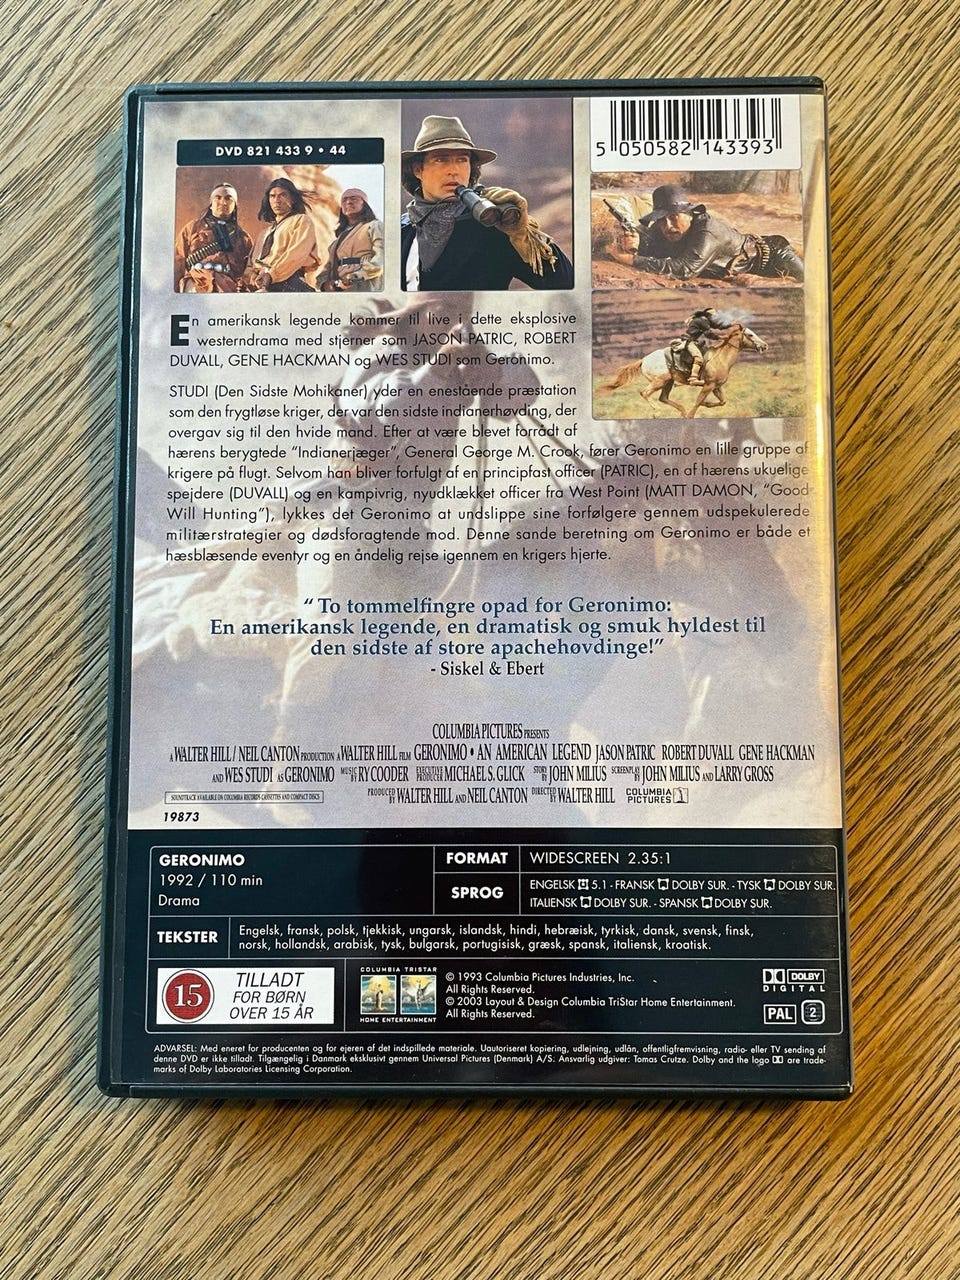 DVD 821 433 9 • 44
5 050582 143393
En amerikansk legende kommer til live i dette eksplosive
westerndrama med stjerner som JASON PATRIC, ROBERT
DUVALL, GENE HACKMAN og WES STUDI som Geronimo.
STUDI (Den Sidste Mohikaner) yder en enestående præstation
som den frygtløse kriger, der var den sidste indianerhøvding, der
overgav sig til den hvide mand. Efter at være blevet forrådt af
hærens berygtede "Indianerjæger", General George M. Crook, fører Geronimo en lille gruppe af
krigere på flugt. Selvom han bliver forfulgt af en principfast officer (PATRIC), en af hærens ukuelige
spejdere (DUVALL) og en kampivrig, nyudklækket officer fra West Point (MATT DAMON, "Good
Will Hunting"), lykkes det Geronimo at undslippe sine forfølgere gennem udspekulerede
militærstrategier og dødsforagtende mod. Denne sande beretning om Geronimo er både et
hæsblæsende eventyr og en åndelig rejse igennem en krigers hjerte.
" To tommelfingre opad for Geronimo:
En amerikansk legende, en dramatisk og smuk hyldest til
den sidste af store apachehøvdinge!"
- Siskel & Ebert
COLUMBIA PICTURES PRESENTS
A WALTER HILL / NEIL CANTON PRODUCTION A WALTER HILL FILM GERONIMO • AN AMERICAN LEGEND JASON PATRIC ROBERT DUVALL GENE HACKMAN
AND WES STUDI AS GERONIMO MUSIC BY RY COODER EXECUTIVE PRODUCER MICHAEL S. GLICK STORY BY JOHN MILIUS SCREENPLAY BY JOHN MILIUS AND LARRY GROSS
PRODUCED BY WALTER HILL AND NEIL CANTON DIRECTED BY WALTER HILL COLUMBIA PICTURES
SOUNDTRACK AVAILABLE ON COLUMBIA RECORDS CASSETTES AND COMPACT DISCS
19873
GERONIMO
1992 / 110 min
Drama
FORMAT WIDESCREEN 2.35:1
SPROG ENGELSK 5.1 - FRANSK DOLBY SUR. - TYSK DOLBY SUR.
ITALIENSK DOLBY SUR. - SPANSK DOLBY SUR.
TEKSTER Engelsk, fransk, polsk, tjekkisk, ungarsk, islandsk, hindi, hebræisk, tyrkisk, dansk, svensk, finsk,
norsk, hollandsk, arabisk, tysk, bulgarsk, portugisisk, græsk, spansk, italiensk, kroatisk.
15
TILLADT
FOR BØRN
OVER 15 ÅR
COLUMBIA TRISTAR
HOME ENTERTAINMENT
© 1993 Columbia Pictures Industries, Inc.
All Rights Reserved.
© 2003 Layout & Design Columbia TriStar Home Entertainment.
All Rights Reserved.
DOLBY
DIGITAL
PAL 2
ADVARSEL: Med eneret for producenten og for ejeren af det indspillede materiale. Uautoriseret kopiering, udlejning, udlån, offentligfremvisning, radio- eller TV sending af
denne DVD er ikke tilladt. Tilgængelig i Danmark eksklusivt gennem Universal Pictures (Denmark) A/S. Ansvarlig udgiver: Tomas Crutze. Dolby and the logo are trade-
marks of Dolby Laboratories Licensing Corporation.